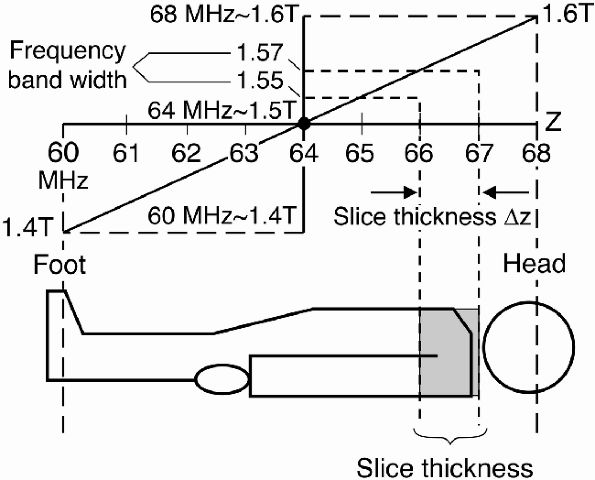 68 MHz~1.6T
1.6T
Frequency
band width
1.57
1.55
64 MHz~1.5T
Z
60 61 62 63 64 65 66 67 68
MHz
60 MHz~1.4T
1.4T
Slice thickness Δz
Foot
Head
Slice thickness